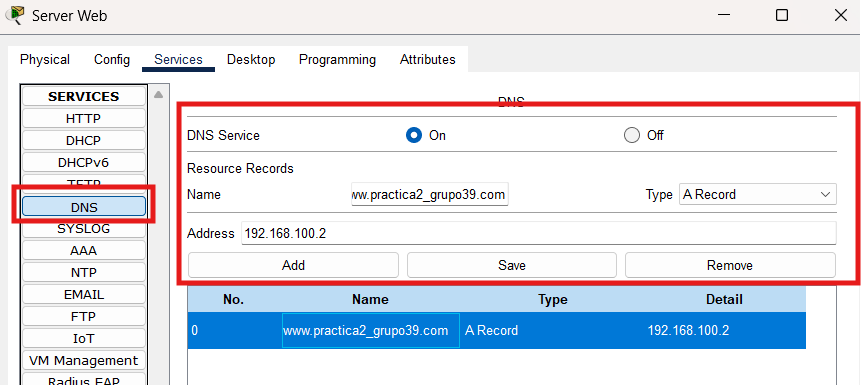 Server Web
Physical Config Services Desktop Programming Attributes
SERVICES
HTTP
DHCP
DHCPv6
TFTP
DNS
SYSLOG
AAA
NTP
EMAIL
FTP
IoT
VM Management
Radius EAP
DNS
DNS Service On Off
Resource Records
Name ww.practica2_grupo39.com Type A Record
Address 192.168.100.2
Add Save Remove
No. Name Type Detail
0 www.practica2_grupo39.com A Record 192.168.100.2